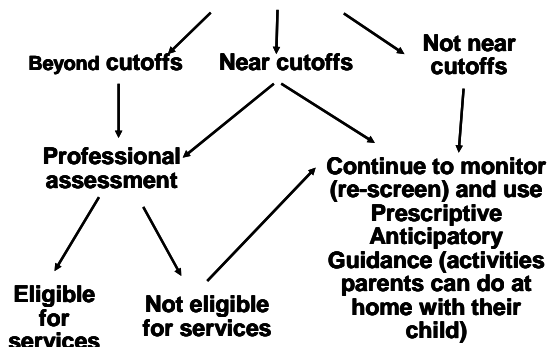 Beyond cutoffs
Near cutoffs
Not near
cutoffs
Professional
assessment
Continue to monitor
(re-screen) and use
Prescriptive
Anticipatory
Guidance (activities
parents can do at
home with their
child)
Eligible
for
services
Not eligible
for services